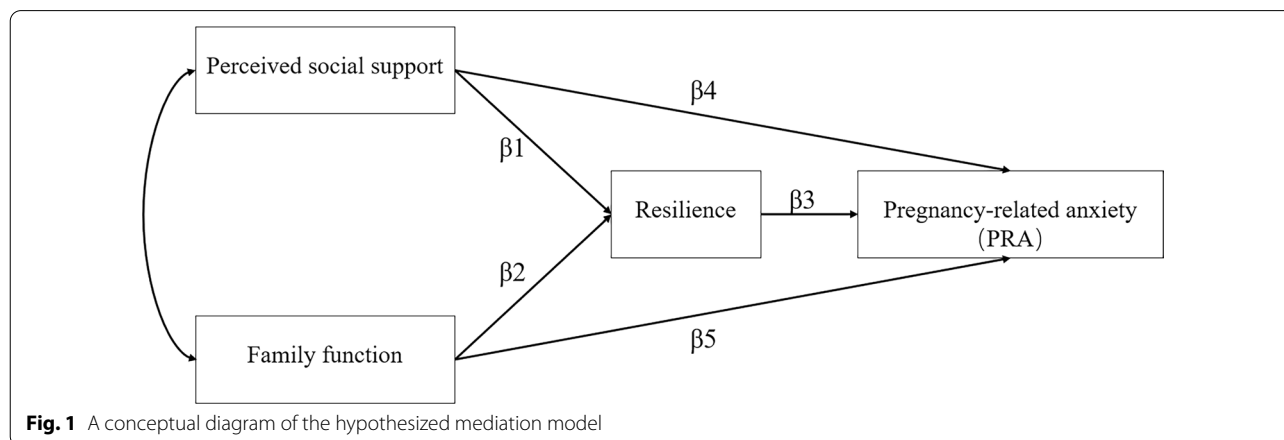 Perceived social support
β4
β1
Resilience
β3
Pregnancy-related anxiety
(PRA)
β2
Family function
β5
Fig. 1 A conceptual diagram of the hypothesized mediation model